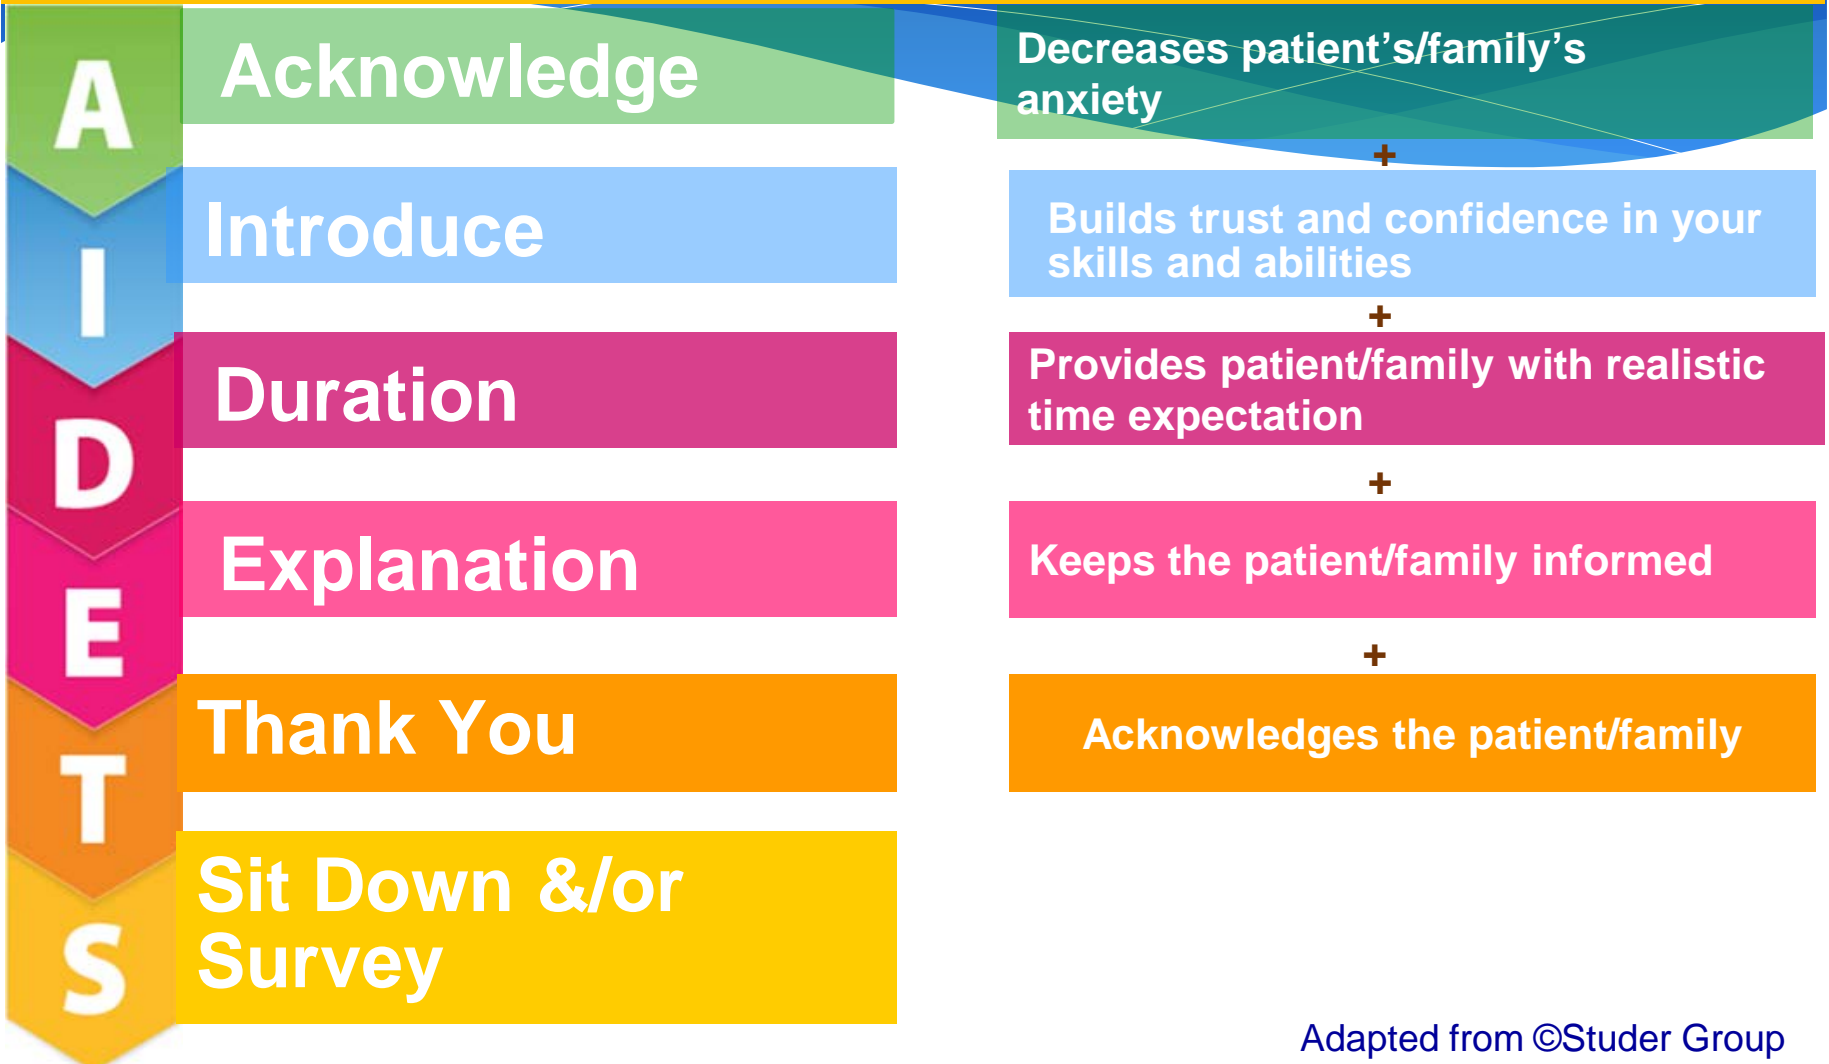 A
Acknowledge
Decreases patient's/family's
anxiety
+
I
Introduce
Builds trust and confidence in your
skills and abilities
+
D
Duration
Provides patient/family with realistic
time expectation
+
E
Explanation
Keeps the patient/family informed
+
T
Thank You
Acknowledges the patient/family
S
Sit Down &/or
Survey
Adapted from ©Studer Group